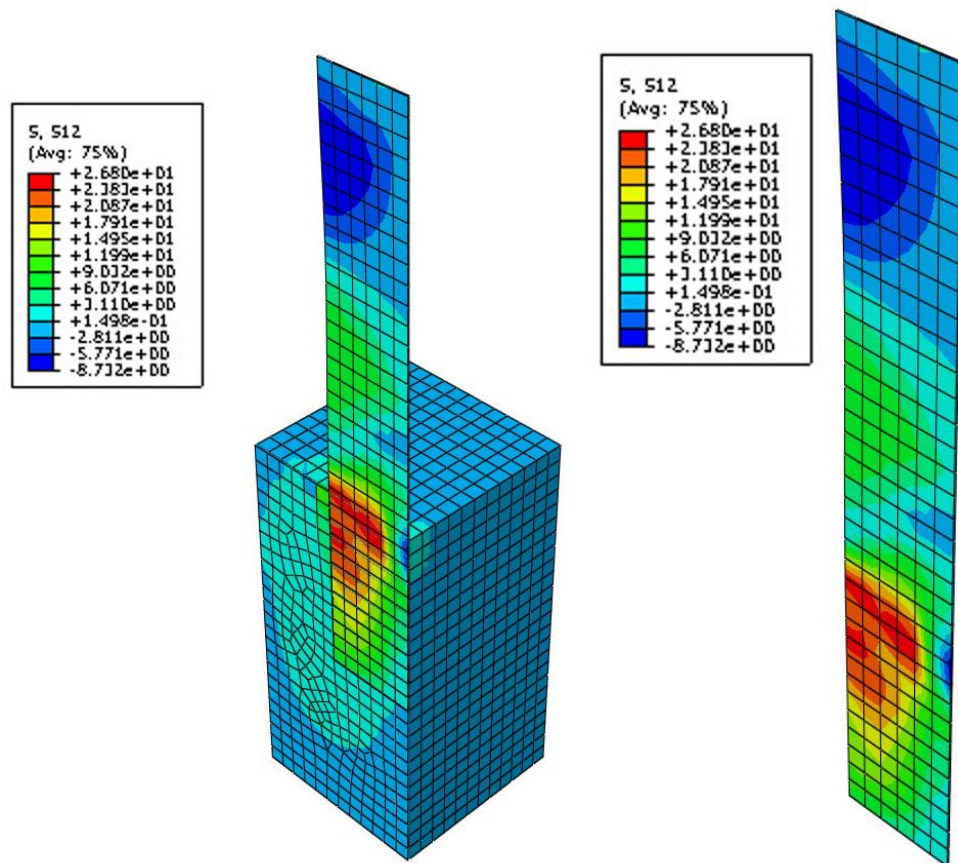 S, S12
(Avg: 75%)
+2.680e+01
+2.383e+01
+2.087e+01
+1.791e+01
+1.495e+01
+1.199e+01
+9.032e+00
+6.071e+00
+3.110e+00
+1.498e-01
-2.811e+00
-5.771e+00
-8.732e+00
S, S12
(Avg: 75%)
+2.680e+01
+2.383e+01
+2.087e+01
+1.791e+01
+1.495e+01
+1.199e+01
+9.032e+00
+6.071e+00
+3.110e+00
+1.498e-01
-2.811e+00
-5.771e+00
-8.732e+00